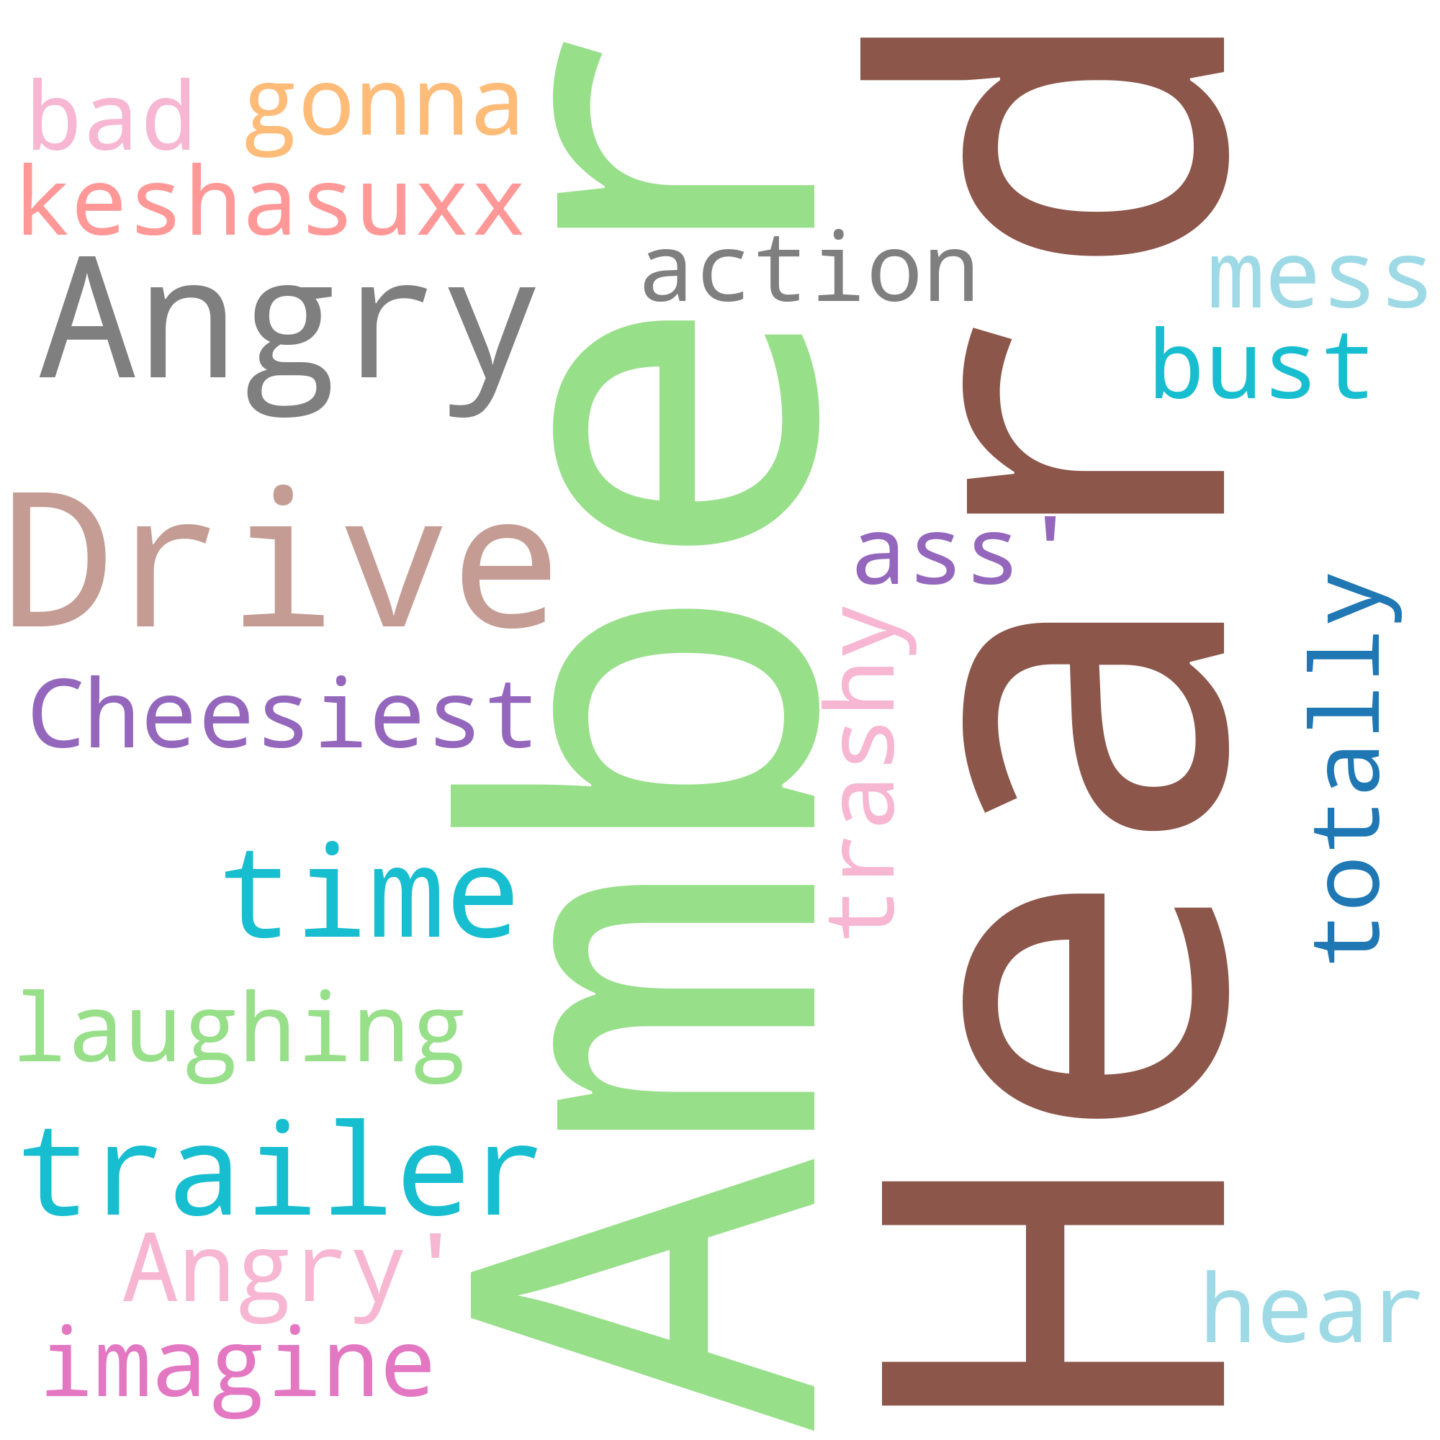 bad
gonna
keshasuxx
Angry
action
mess
bust
Drive
ass'
Cheesiest
trashy
totally
Amber
Heard
time
laughing
trailer
Angry'
imagine
hear